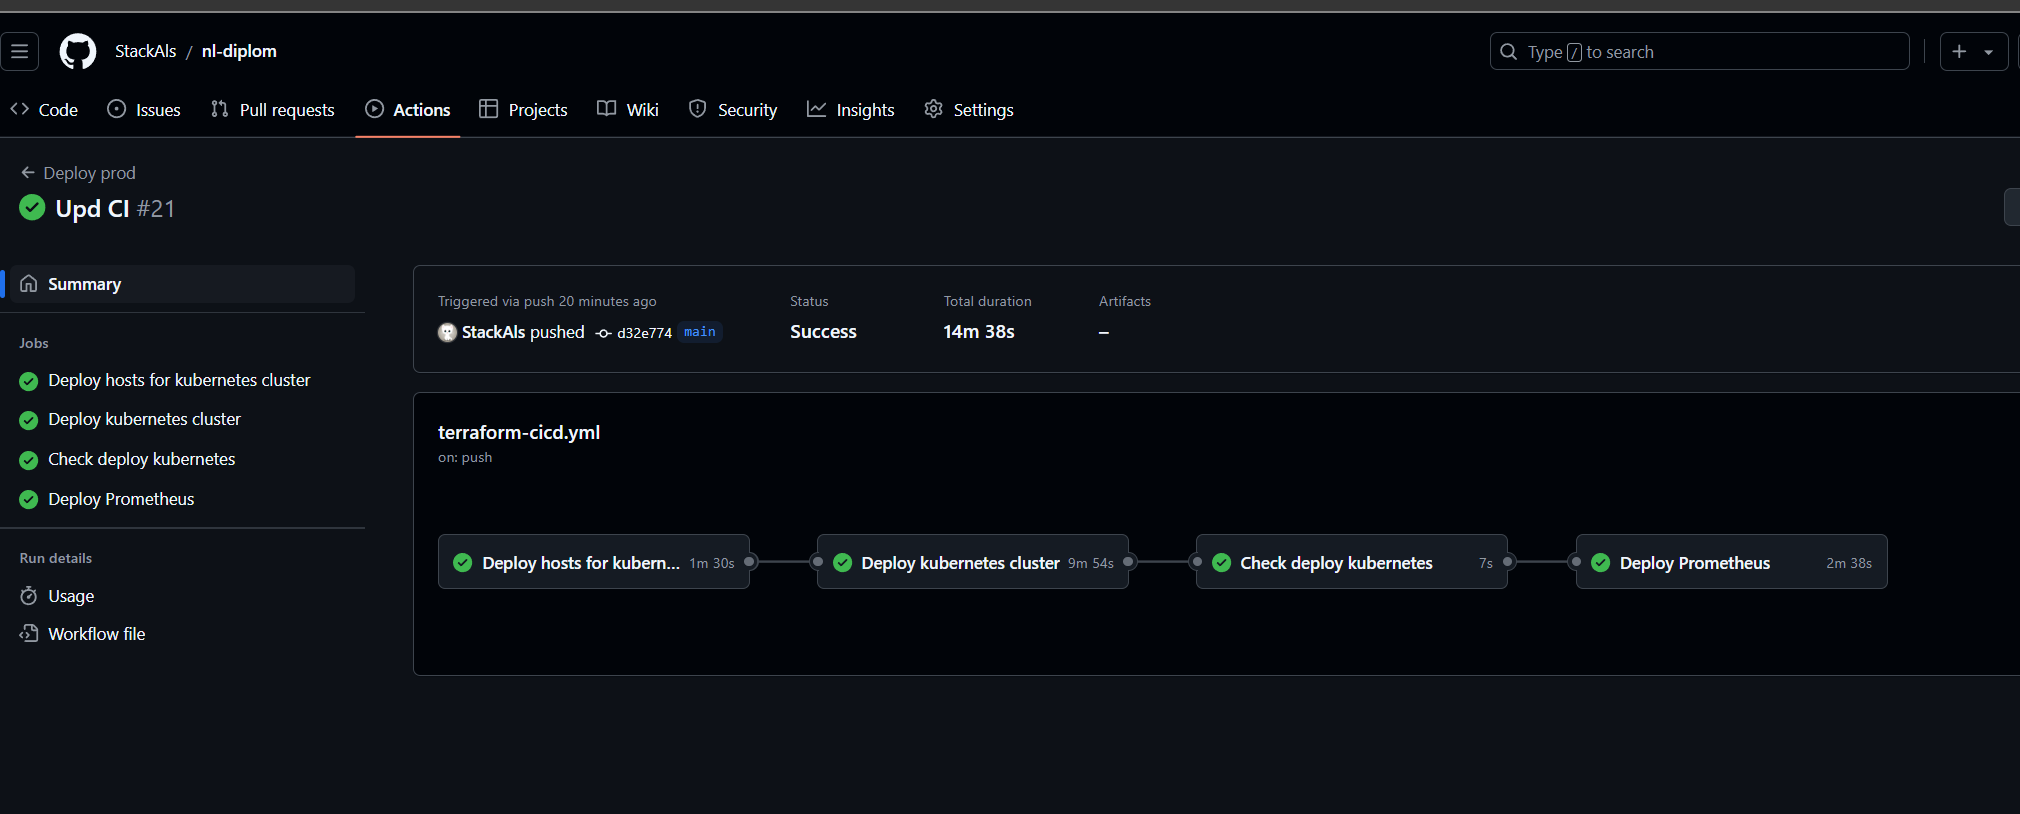 StackAls / nl-diplom
Type / to search
Code Issues Pull requests Actions Projects Wiki Security Insights Settings
Deploy prod
Upd CI #21
Summary
Jobs
Deploy hosts for kubernetes cluster
Deploy kubernetes cluster
Check deploy kubernetes
Deploy Prometheus
Run details
Usage
Workflow file
Triggered via push 20 minutes ago
StackAls pushed d32e774 main
Status
Success
Total duration
14m 38s
Artifacts
–
terraform-cicd.yml
on: push
Deploy hosts for kubern... 1m 30s
Deploy kubernetes cluster 9m 54s
Check deploy kubernetes 7s
Deploy Prometheus 2m 38s